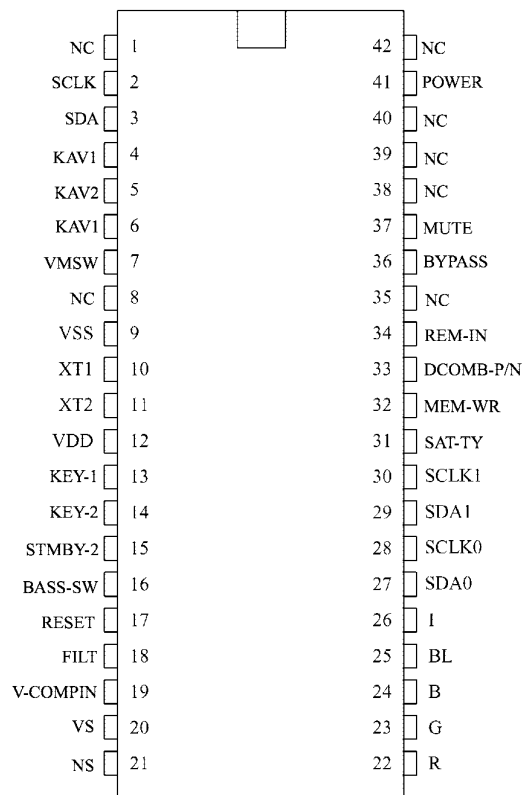 NC 1 42 NC
SCLK 2 41 POWER
SDA 3 40 NC
KAV1 4 39 NC
KAV2 5 38 NC
KAV1 6 37 MUTE
VMSW 7 36 BYPASS
NC 8 35 NC
VSS 9 34 REM-IN
XT1 10 33 DCOMB-P/N
XT2 11 32 MEM-WR
VDD 12 31 SAT-TY
KEY-1 13 30 SCLK1
KEY-2 14 29 SDA1
STMBY-2 15 28 SCLK0
BASS-SW 16 27 SDA0
RESET 17 26 I
FILT 18 25 BL
V-COMPIN 19 24 B
VS 20 23 G
NS 21 22 R